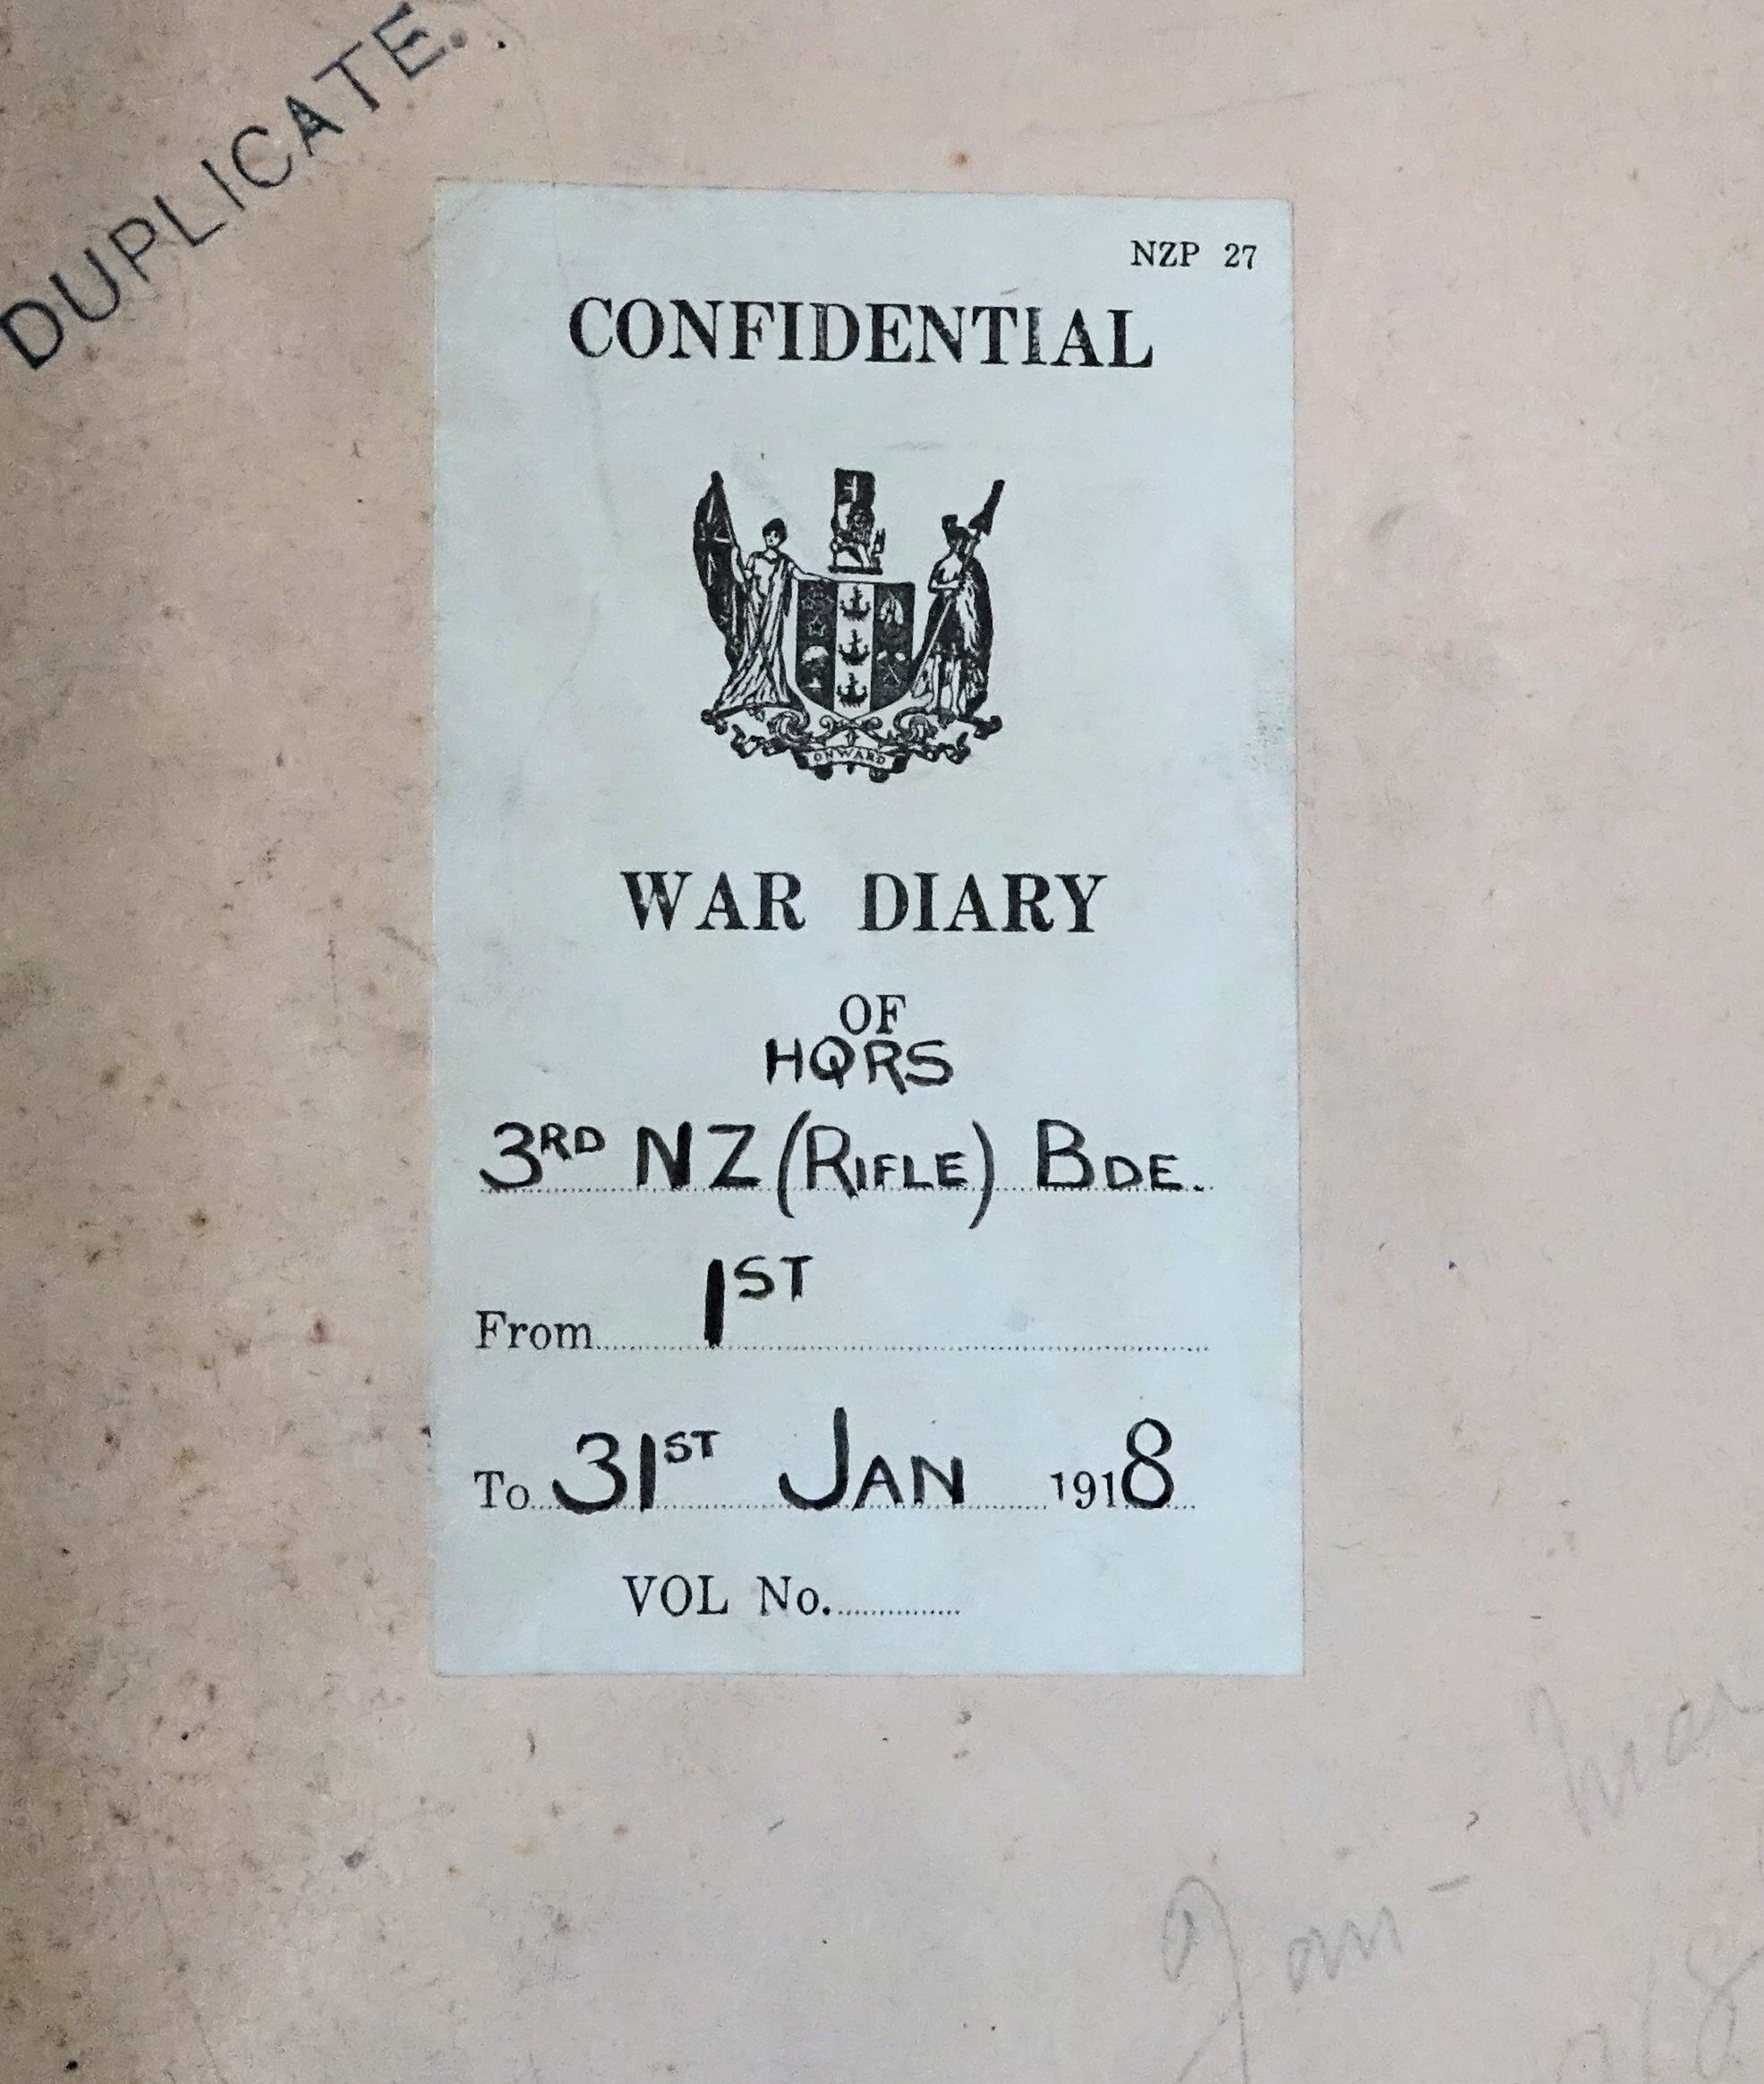 DUPLICATE.
NZP 27
CONFIDENTIAL
ONWARD
WAR DIARY
OF
HQRS
3RD NZ (RIFLE) BDE.
From 1ST
To 31ST JAN 1918
VOL No.
Jan -